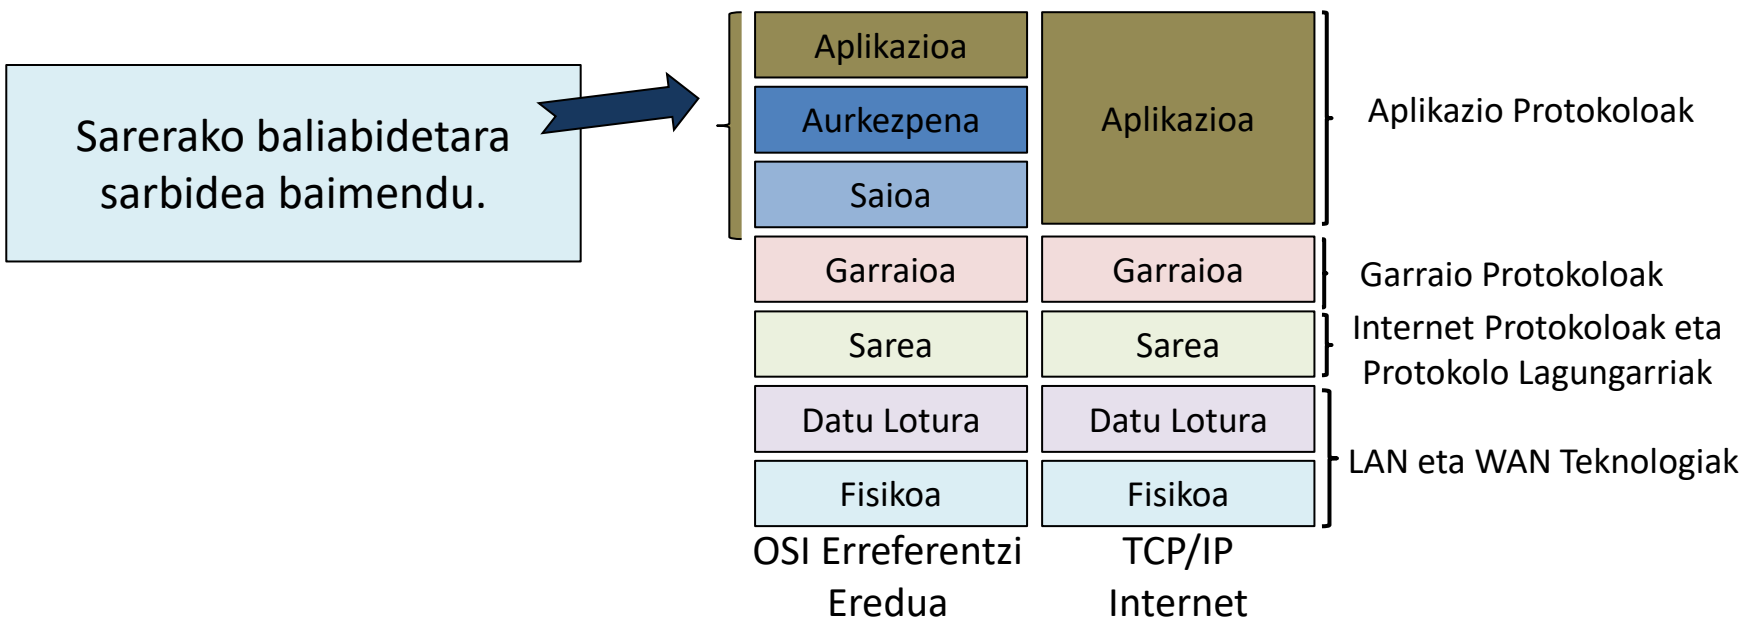 Sarerako baliabidetara
sarbidea baimendu.
Aplikazioa
Aurkezpena
Saioa
Garraioa
Sarea
Datu Lotura
Fisikoa
OSI Erreferentzi
Eredua
Aplikazioa
Garraioa
Sarea
Datu Lotura
Fisikoa
TCP/IP
Internet
Aplikazio Protokoloak
Garraio Protokoloak
Internet Protokoloak eta
Protokolo Lagungarriak
LAN eta WAN Teknologiak